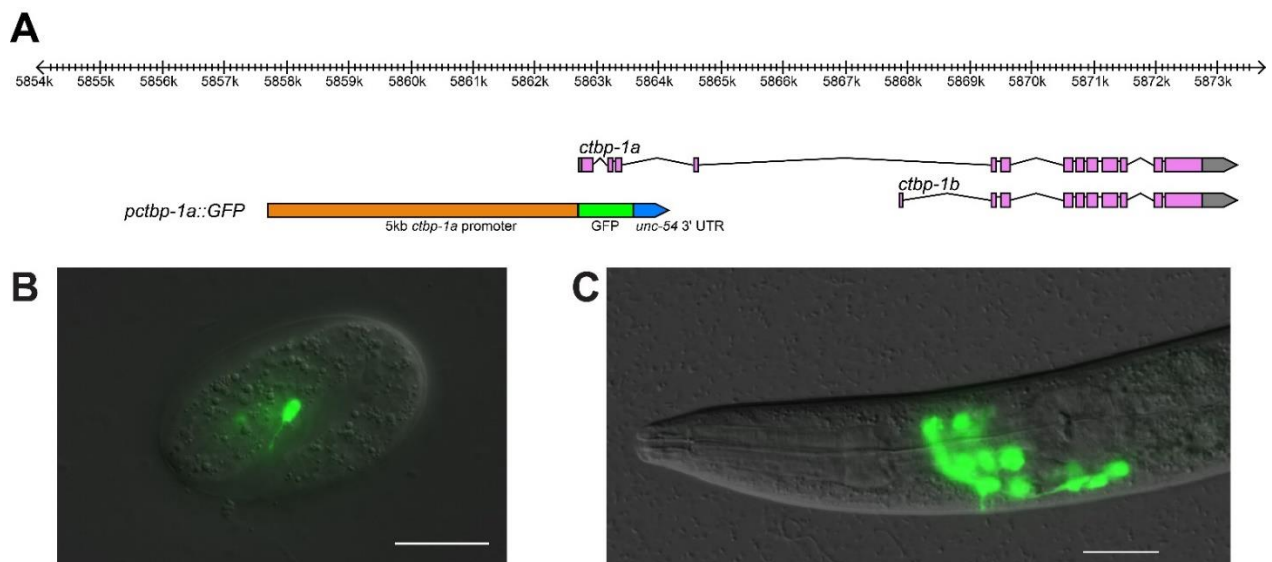 A
5854k 5855k 5856k 5857k 5858k 5859k 5860k 5861k 5862k 5863k 5864k 5865k 5866k 5867k 5868k 5869k 5870k 5871k 5872k 5873k
ctbp-1a
ctbp-1b
pctbp-1a::GFP
5kb ctbp-1a promoter GFP unc-54 3' UTR
B C